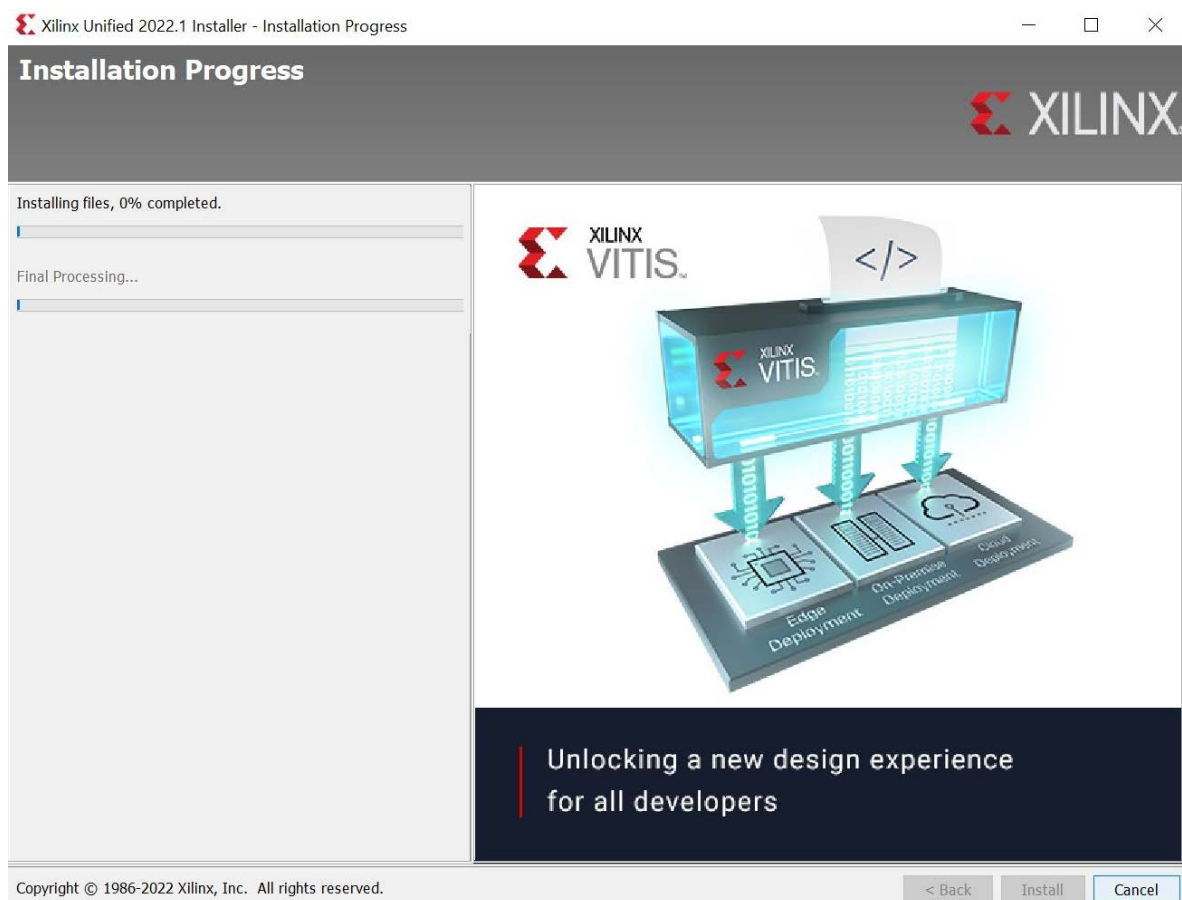 Xilinx Unified 2022.1 Installer - Installation Progress
Installation Progress
XILINX
Installing files, 0% completed.
Final Processing...
XILINX
VITIS™
</>
XILINX
VITIS
Edge
Deployment
On-Premise
Deployment
Cloud
Deployment
Unlocking a new design experience
for all developers
Copyright © 1986-2022 Xilinx, Inc. All rights reserved.
< Back
Install
Cancel